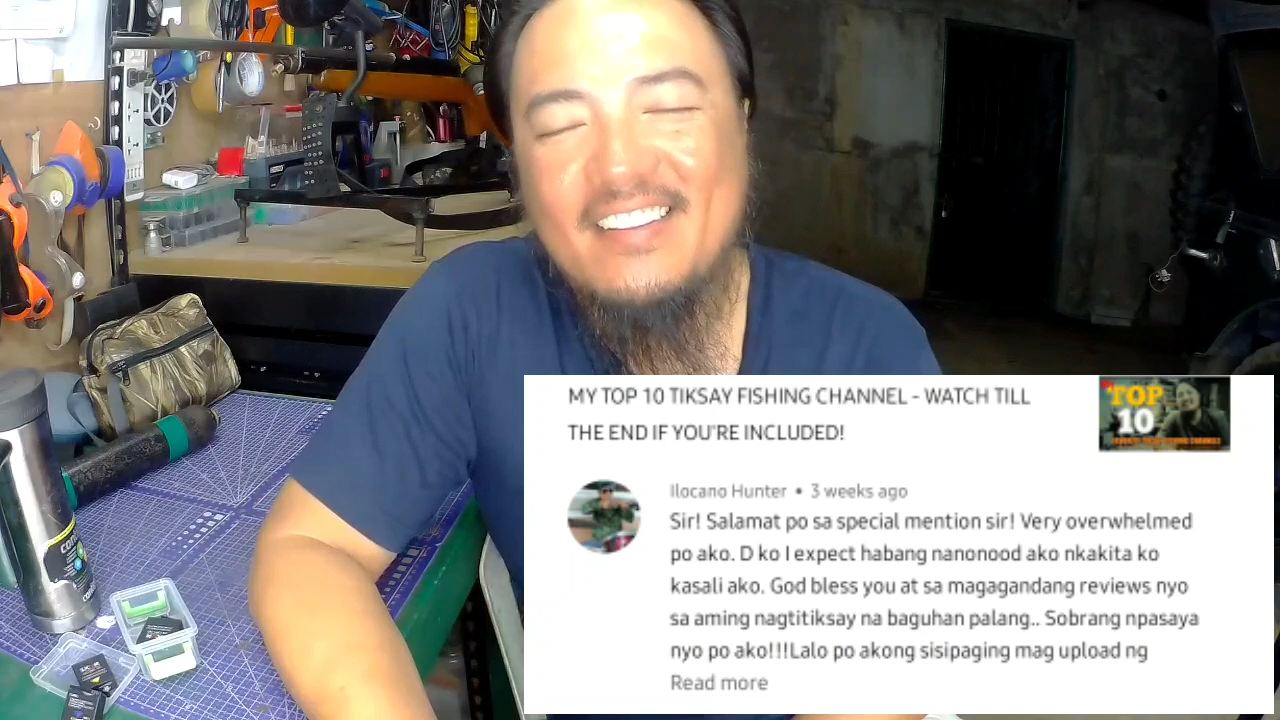 MY TOP 10 TIKSAY FISHING CHANNEL - WATCH TILL
THE END IF YOU'RE INCLUDED!
TOP
10
Ilocano Hunter • 3 weeks ago
Sir! Salamat po sa special mention sir! Very overwhelmed
po ako. D ko I expect habang nanonood ako nkakita ko
kasali ako. God bless you at sa magagandang reviews nyo
sa aming nagtitiksay na baguhan palang.. Sobrang npasaya
nyo po ako!!!Lalo po akong sisipaging mag upload ng
Read more